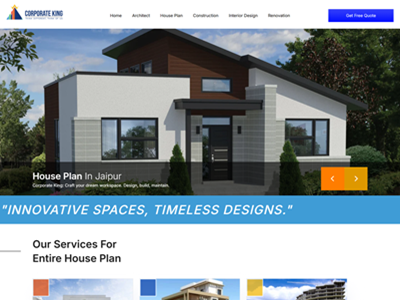 CORPORATE KING
Home Architect House Plan Construction Interior Design Renovation
Get Free Quote
House Plan In Jaipur
Corporate King: Craft your dream workspace. Design, build, maintain.
"INNOVATIVE SPACES, TIMELESS DESIGNS."
Our Services For
Entire House Plan